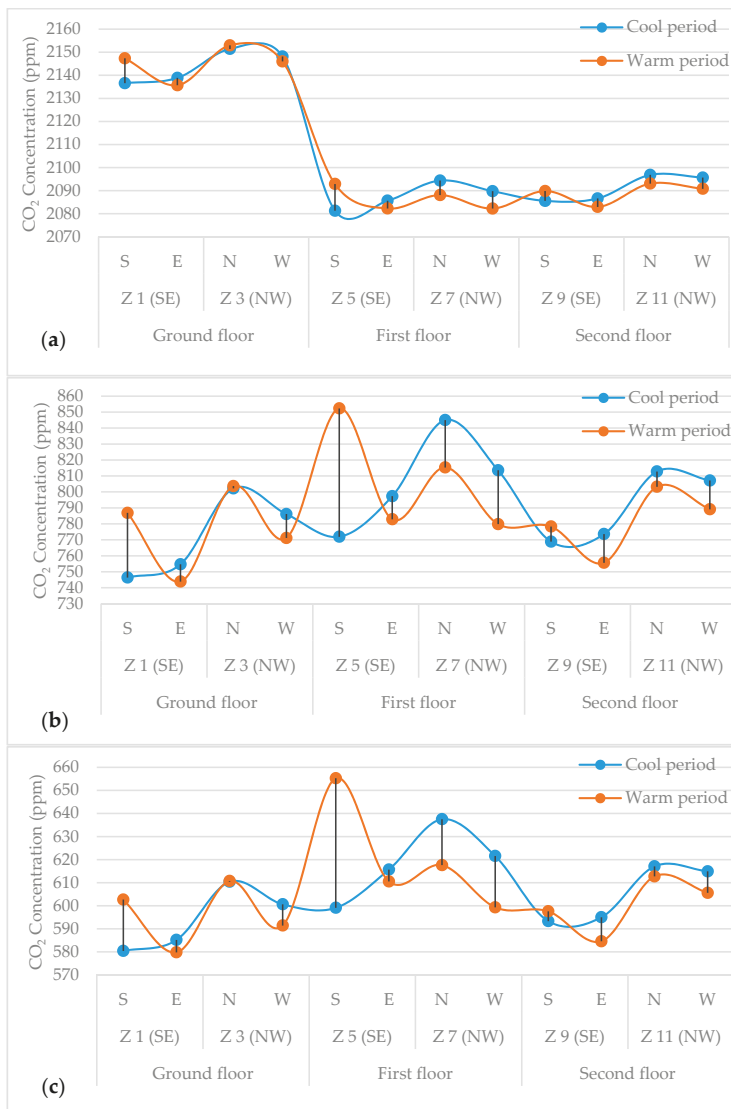 2160
2150
2140
2130
2120
2110
2100
2090
2080
2070
CO₂ Concentration (ppm)
Cool period
Warm period
S E N W S E N W S E N W
Z 1 (SE) Z 3 (NW) Z 5 (SE) Z 7 (NW) Z 9 (SE) Z 11 (NW)
Ground floor First floor Second floor
(a)
860
850
840
830
820
810
800
790
780
770
760
750
740
730
CO₂ Concentration (ppm)
Cool period
Warm period
S E N W S E N W S E N W
Z 1 (SE) Z 3 (NW) Z 5 (SE) Z 7 (NW) Z 9 (SE) Z 11 (NW)
Ground floor First floor Second floor
(b)
660
650
640
630
620
610
600
590
580
570
CO₂ Concentration (ppm)
Cool period
Warm period
S E N W S E N W S E N W
Z 1 (SE) Z 3 (NW) Z 5 (SE) Z 7 (NW) Z 9 (SE) Z 11 (NW)
Ground floor First floor Second floor
(c)